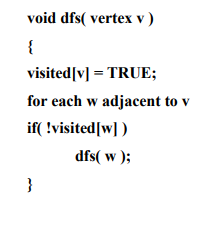 void dfs( vertex v )
{
visited[v] = TRUE;
for each w adjacent to v
if( !visited[w] )
dfs( w );
}